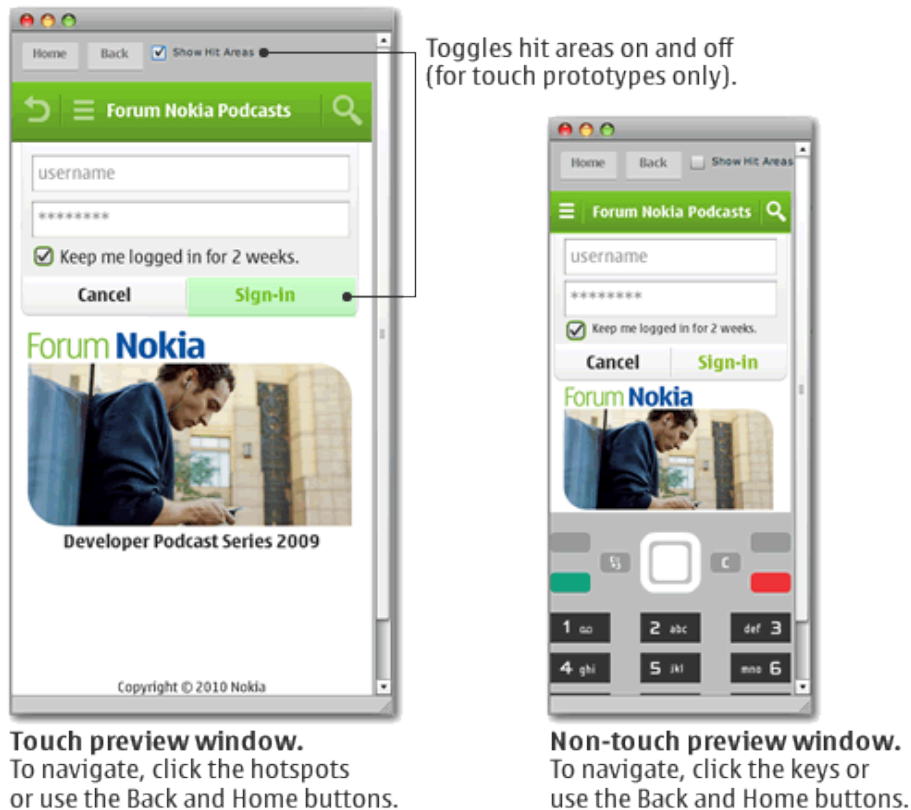 Home Back Show Hit Areas
Toggles hit areas on and off
(for touch prototypes only).
Forum Nokia Podcasts
username
********
Keep me logged in for 2 weeks.
Cancel Sign-in
Forum Nokia
Developer Podcast Series 2009
Copyright © 2010 Nokia
Touch preview window.
To navigate, click the hotspots
or use the Back and Home buttons.
Home Back Show Hit Areas
Forum Nokia Podcasts
username
********
Keep me logged in for 2 weeks.
Cancel Sign-in
Forum Nokia
C
1 2 abc def 3
4 ghi 5 jkl mno 6
Non-touch preview window.
To navigate, click the keys or
use the Back and Home buttons.